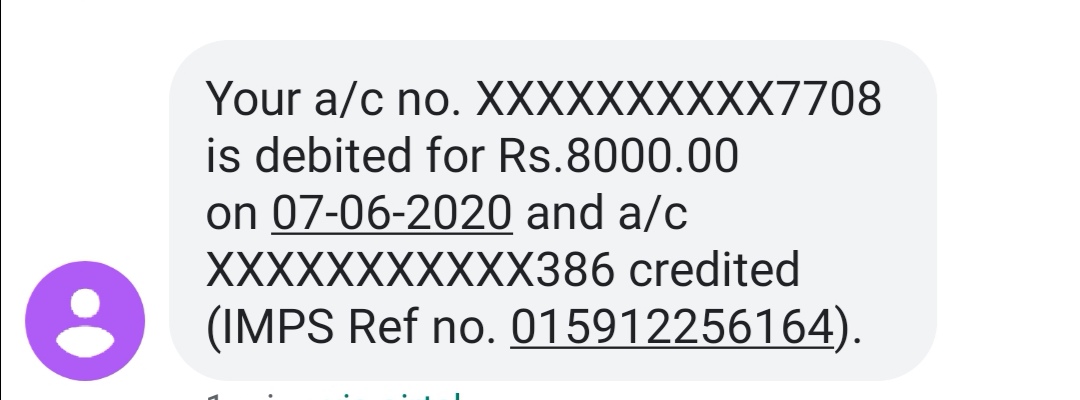 Your a/c no. XXXXXXXXXX7708
is debited for Rs.8000.00
on 07-06-2020 and a/c
XXXXXXXXXXX386 credited
(IMPS Ref no. 015912256164).